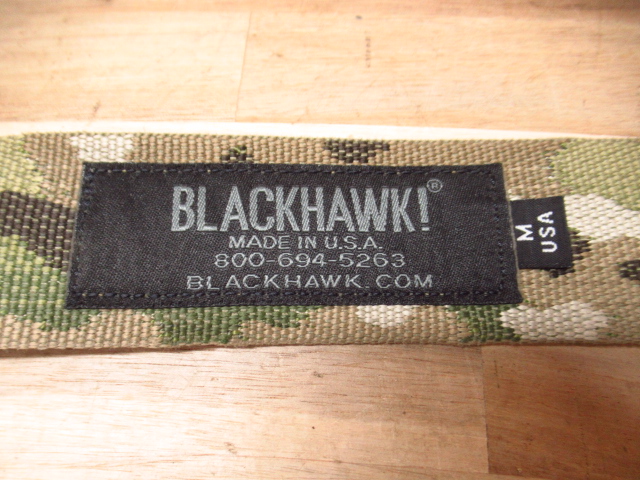 BLACKHAWK!®
MADE IN U.S.A.
800-694-5263
BLACKHAWK.COM
M
USA